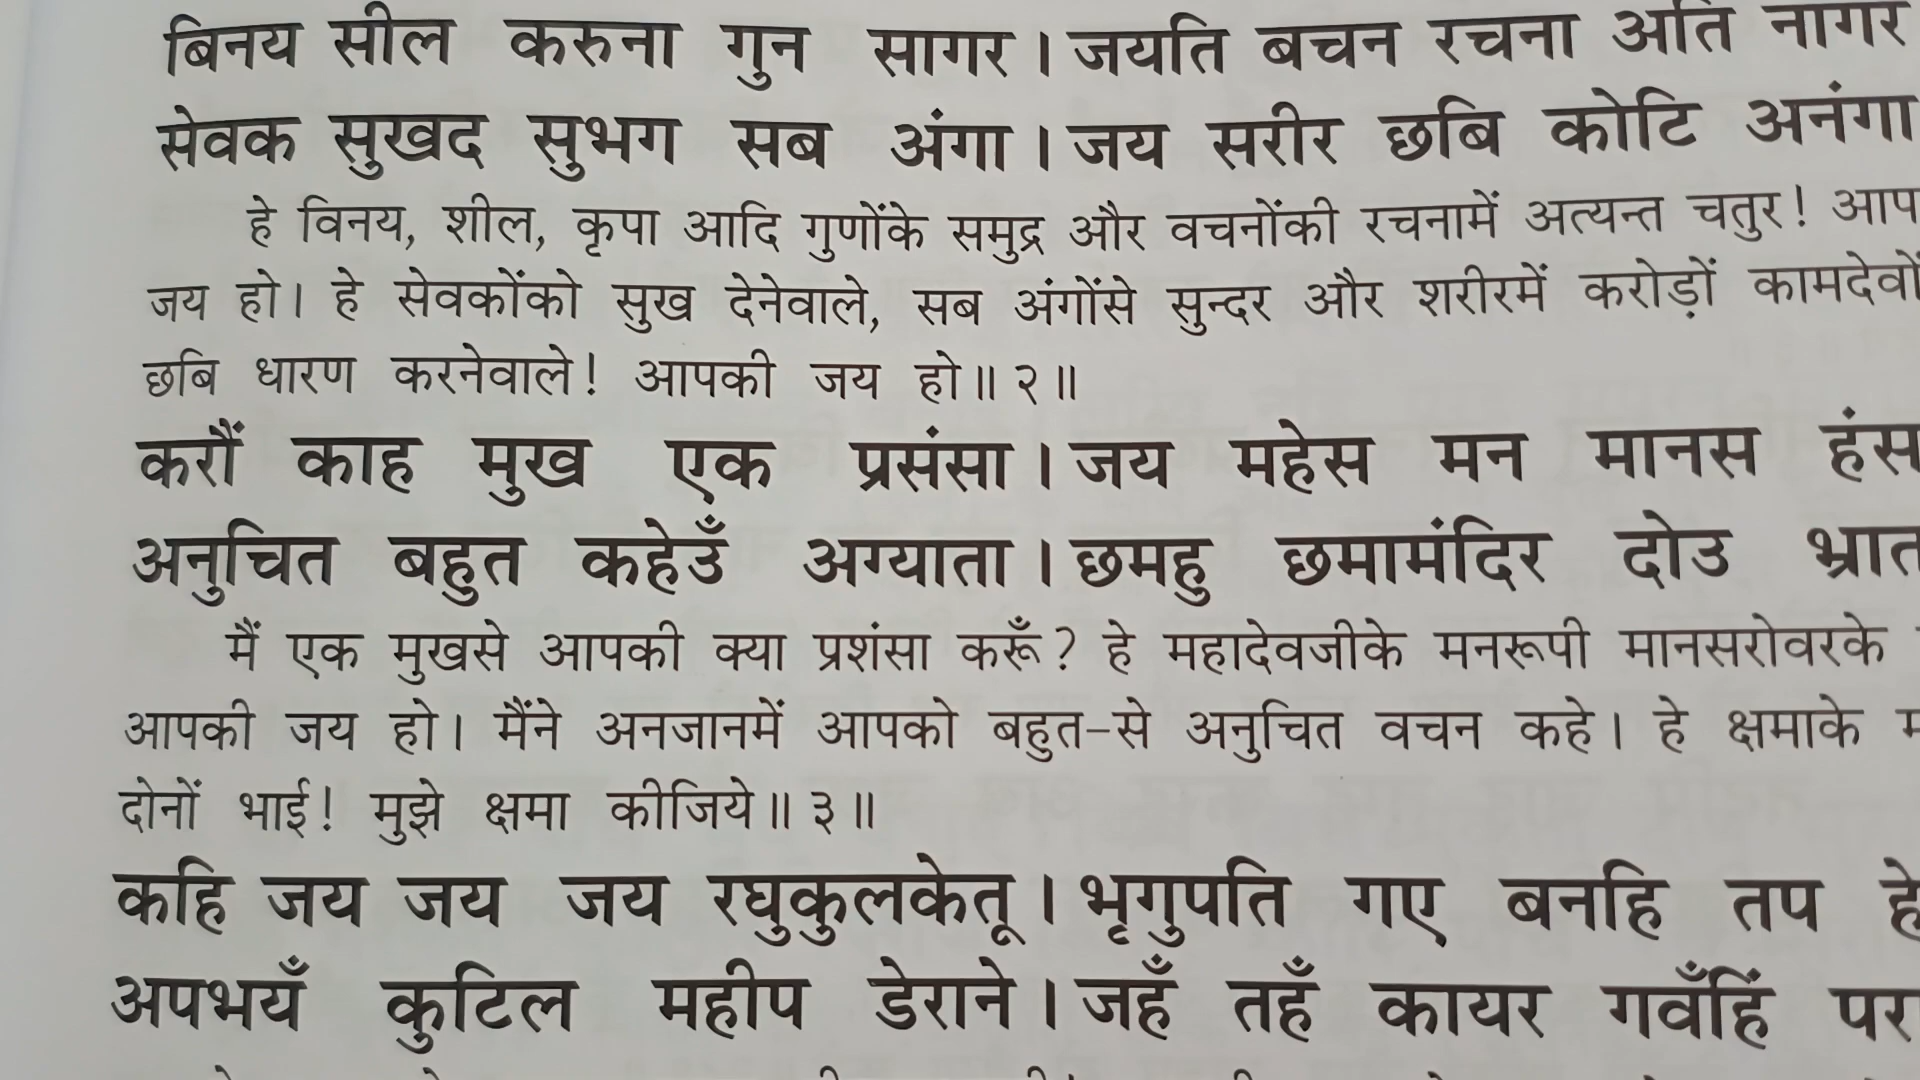 बिनय सील करुना गुन सागर । जयति बचन रचना अति नागर
सेवक सुखद सुभग सब अंगा । जय सरीर छबि कोटि अनंगा
हे विनय, शील, कृपा आदि गुणोंके समुद्र और वचनोंकी रचनामें अत्यन्त चतुर! आप
जय हो। हे सेवकोंको सुख देनेवाले, सब अंगोंसे सुन्दर और शरीरमें करोड़ों कामदेवों
छबि धारण करनेवाले! आपकी जय हो॥ २॥
करौं काह मुख एक प्रसंसा । जय महेस मन मानस हंस
अनुचित बहुत कहेउँ अग्याता । छमहु छमामंदिर दोउ भ्रात
मैं एक मुखसे आपकी क्या प्रशंसा करूँ? हे महादेवजीके मनरूपी मानसरोवरके
आपकी जय हो। मैंने अनजानमें आपको बहुत-से अनुचित वचन कहे। हे क्षमाके
दोनों भाई! मुझे क्षमा कीजिये॥ ३॥
कहि जय जय जय रघुकुलकेतू । भृगुपति गए बनहि तप हे
अपभयँ कुटिल महीप डेराने । जहँ तहँ कायर गवँहिं पर